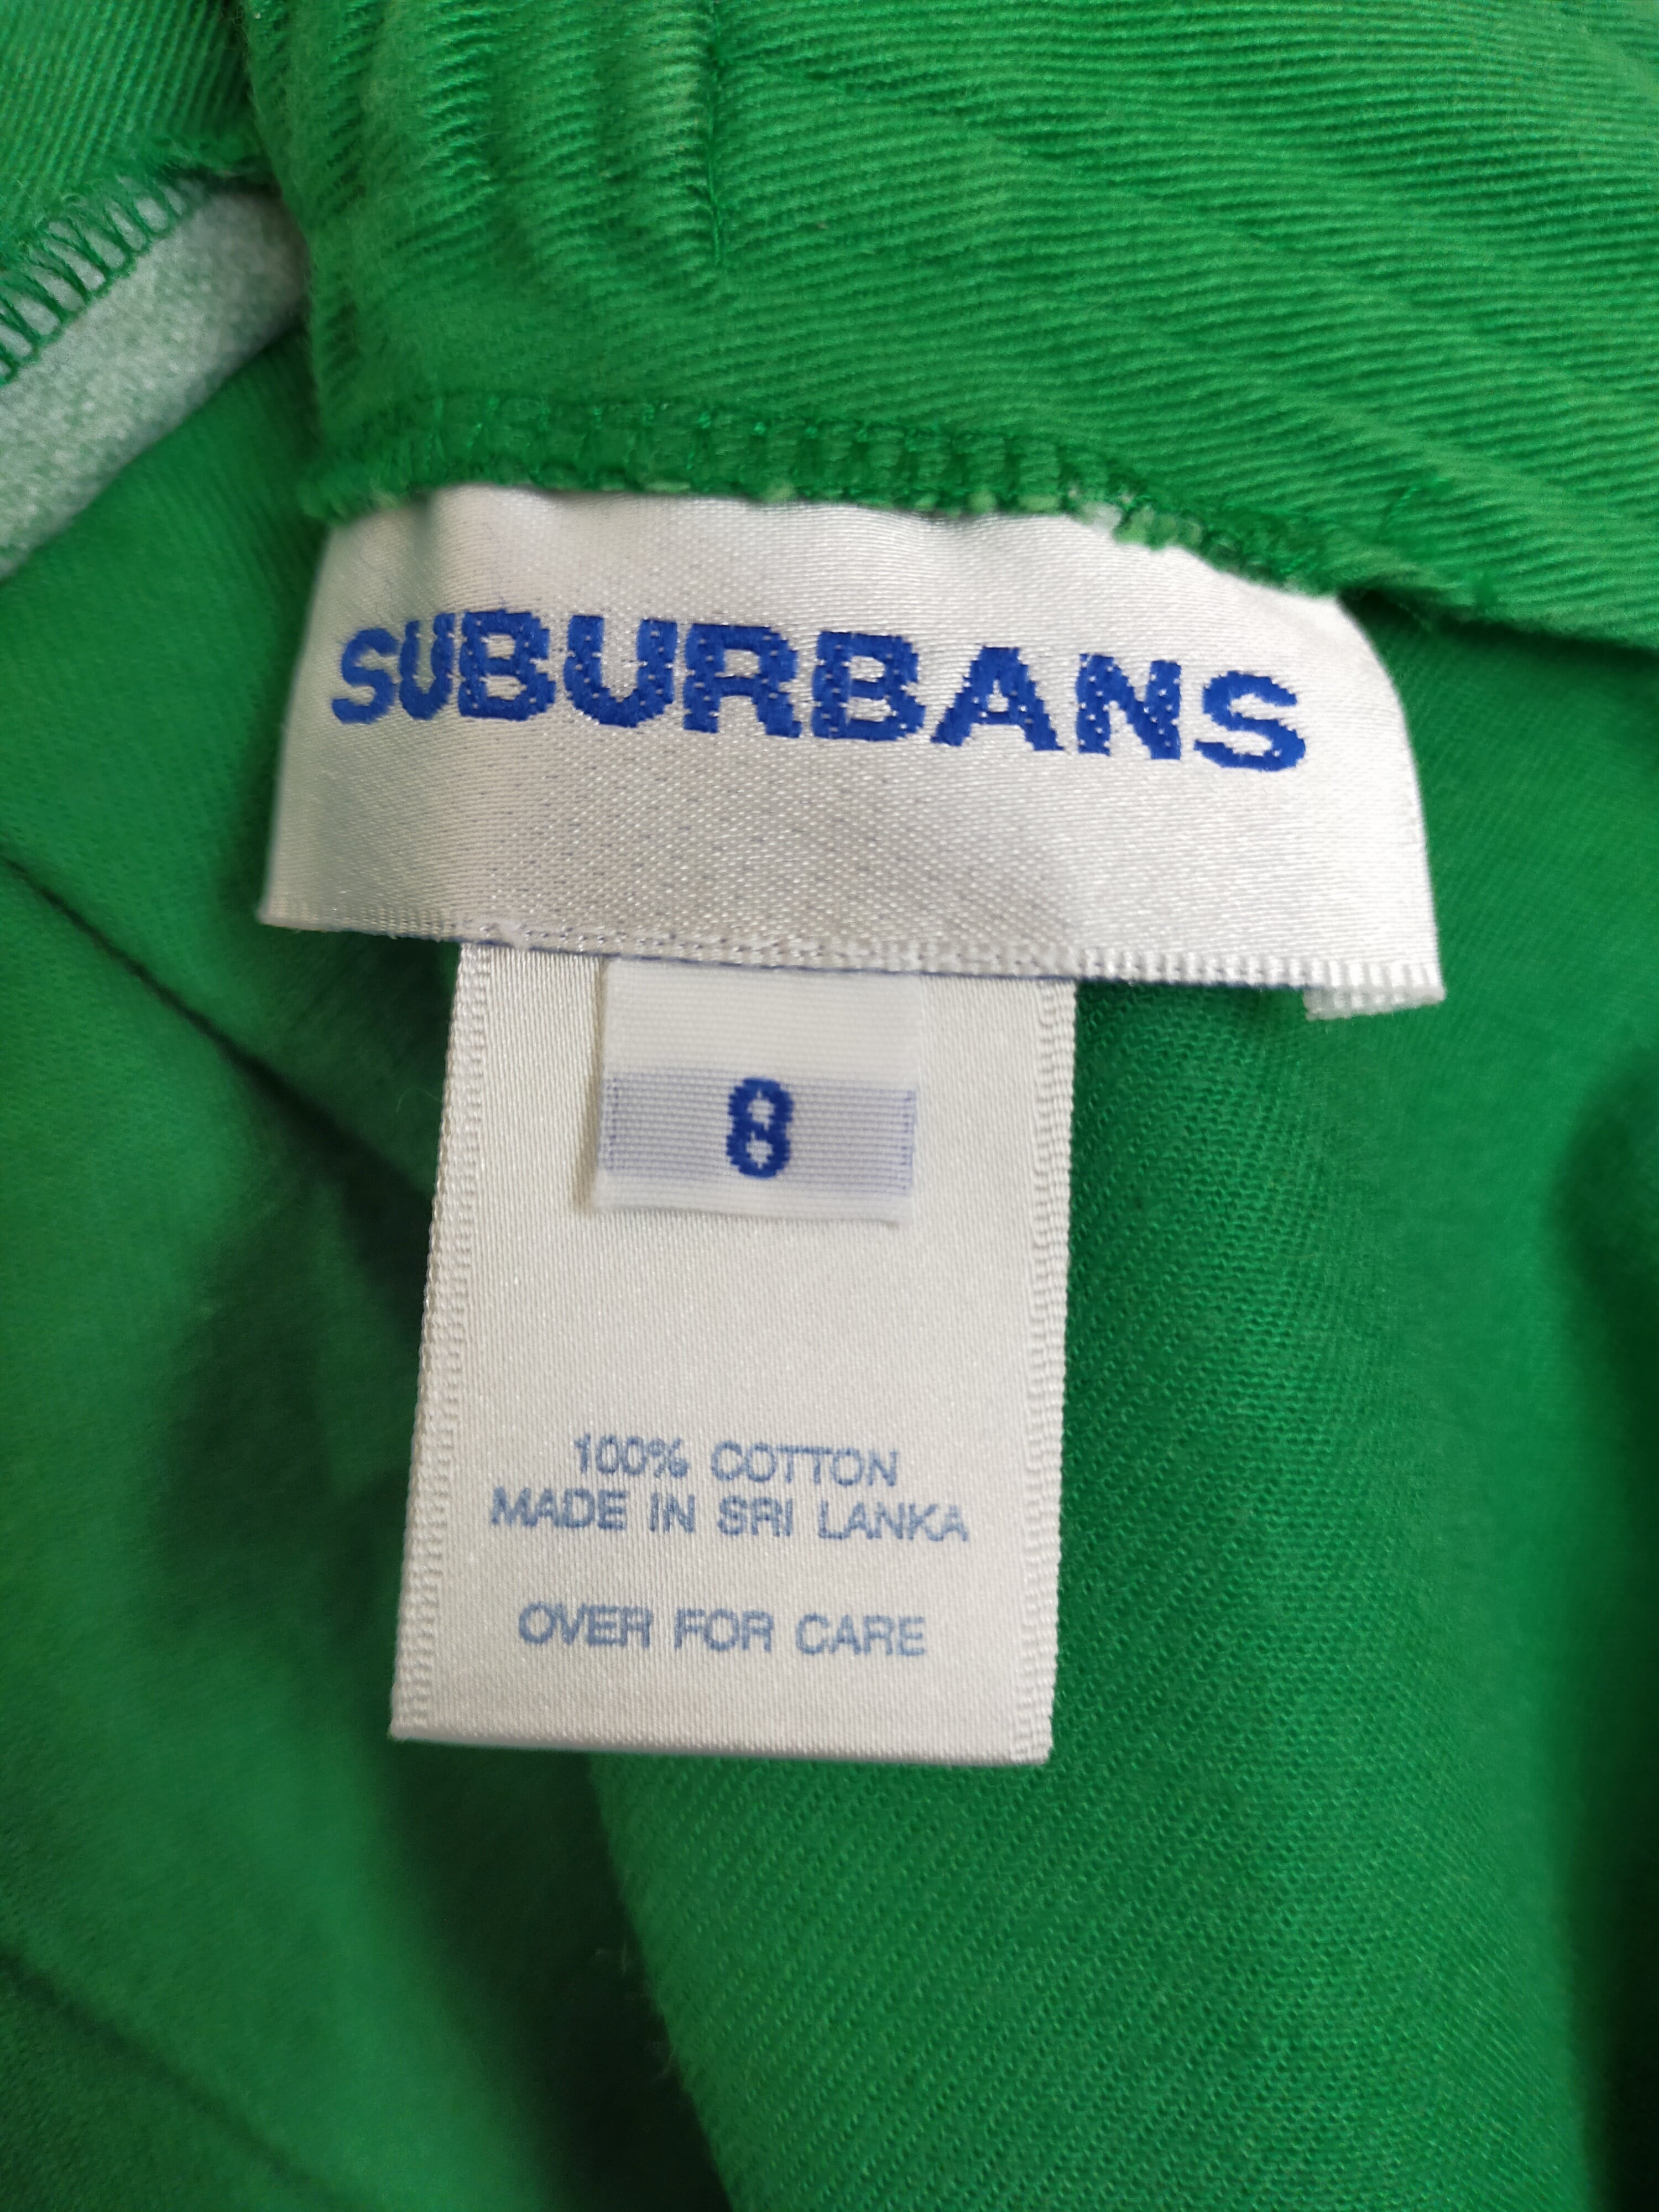 SUBURBANS
8
100% COTTON
MADE IN SRI LANKA
OVER FOR CARE